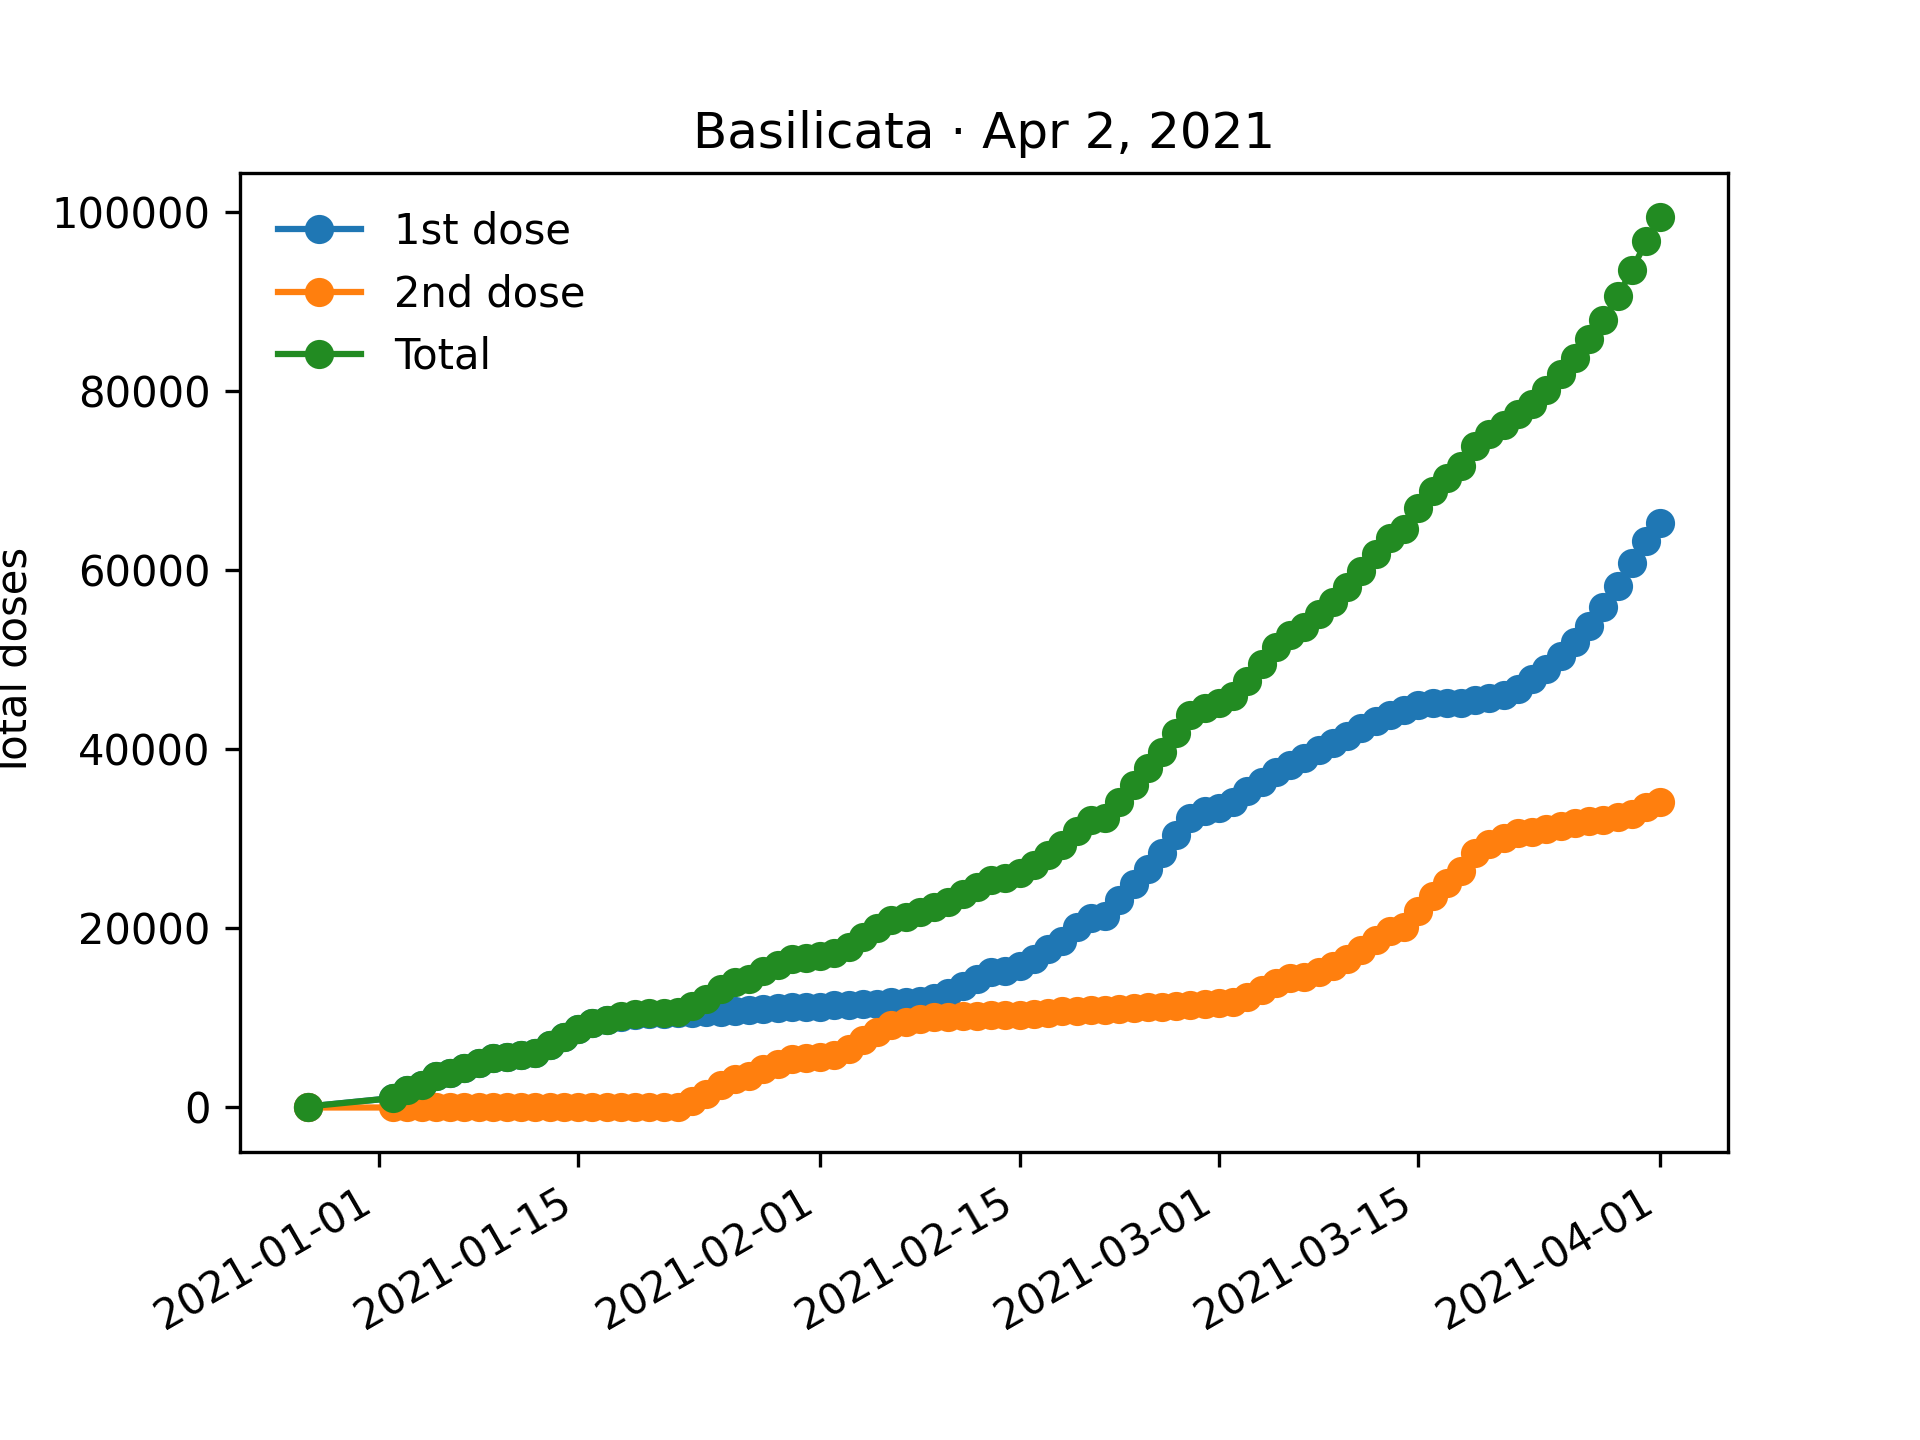 Basilicata · Apr 2, 2021
1st dose
2nd dose
Total
Total doses
100000
80000
60000
40000
20000
0
2021-01-01
2021-01-15
2021-02-01
2021-02-15
2021-03-01
2021-03-15
2021-04-01